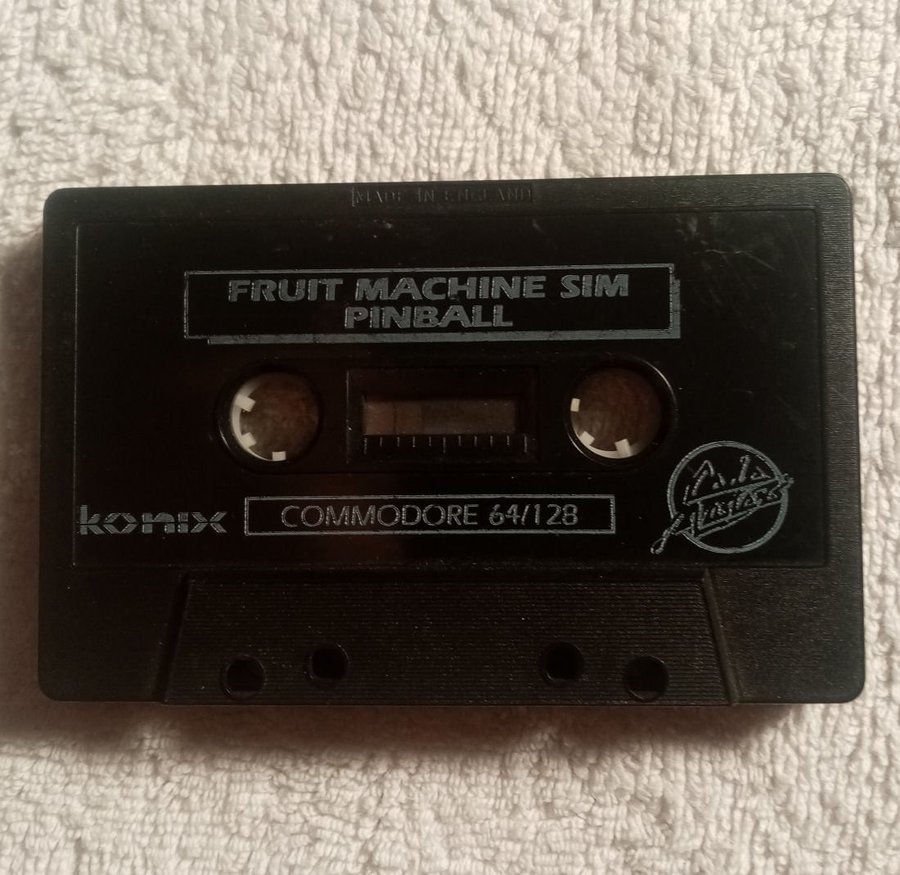 MADE IN ENGLAND
FRUIT MACHINE SIM
PINBALL
konix
COMMODORE 64/128